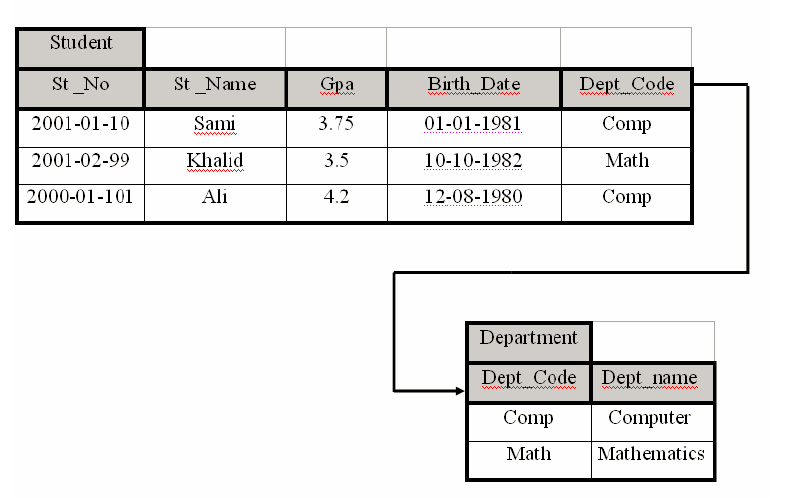 Student
St _No St _Name Gpa Birth_Date Dept_Code
2001-01-10 Sami 3.75 01-01-1981 Comp
2001-02-99 Khalid 3.5 10-10-1982 Math
2000-01-101 Ali 4.2 12-08-1980 Comp
Department
Dept_Code Dept_name
Comp Computer
Math Mathematics